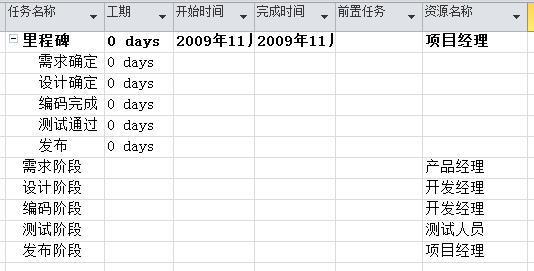 任务名称 工期 开始时间 完成时间 前置任务 资源名称
里程碑 0 days 2009年11月 2009年11月 项目经理
需求确定 0 days
设计确定 0 days
编码完成 0 days
测试通过 0 days
发布 0 days
需求阶段 产品经理
设计阶段 开发经理
编码阶段 开发经理
测试阶段 测试人员
发布阶段 项目经理